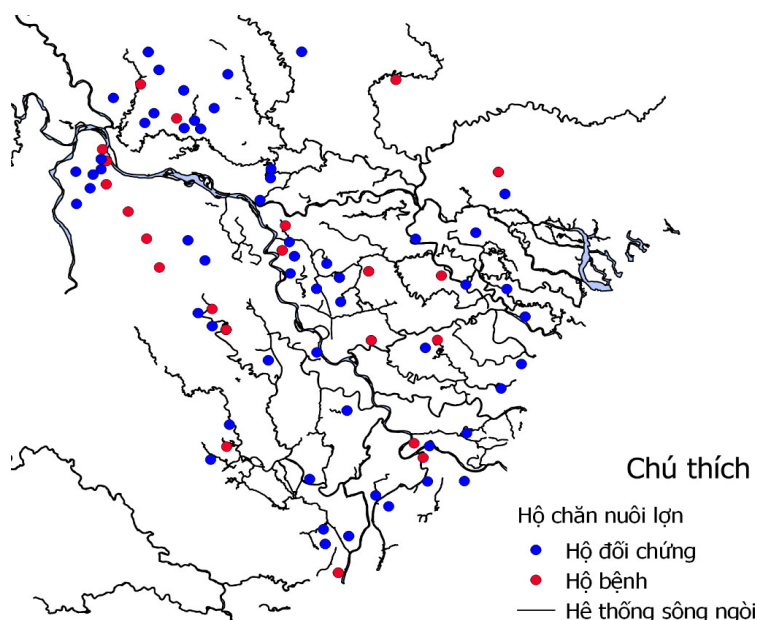 Chú thích
Hộ chăn nuôi lợn
Hộ đối chứng
Hộ bệnh
Hệ thống sông ngòi